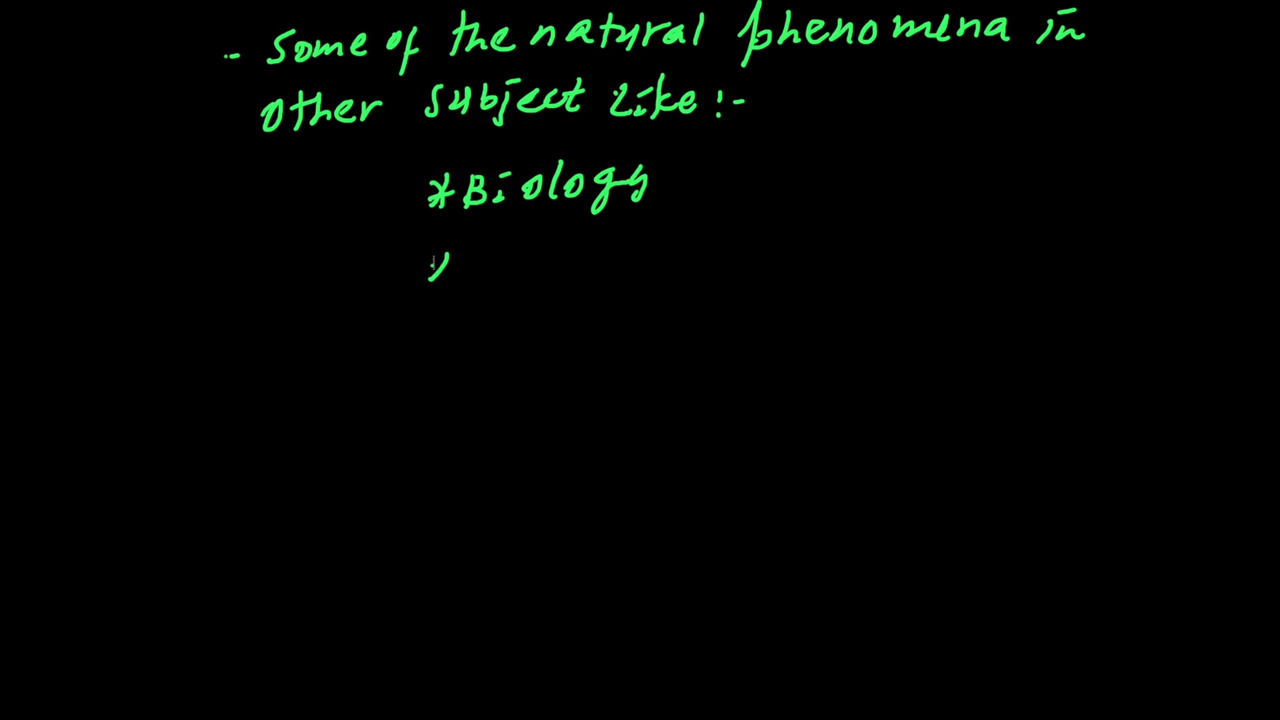 - Some of the natural phenomena in
other subject like :-
* Biology